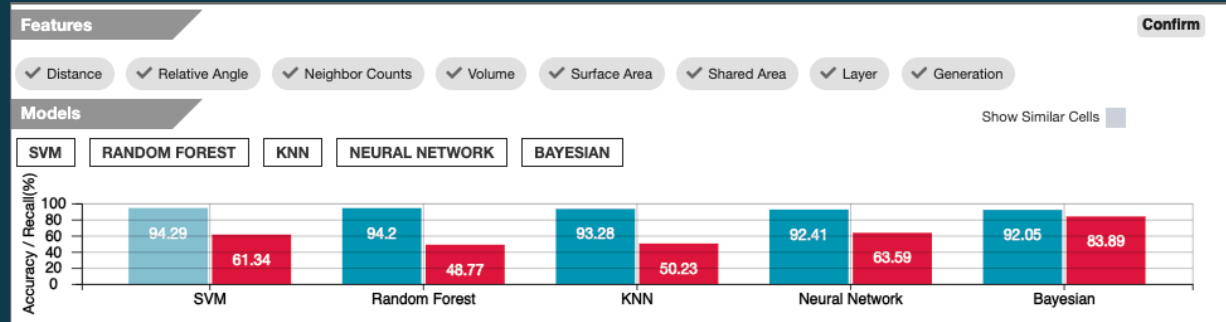 Features
Confirm
Distance Relative Angle Neighbor Counts Volume Surface Area Shared Area Layer Generation
Models
Show Similar Cells
SVM RANDOM FOREST KNN NEURAL NETWORK BAYESIAN
Accuracy / Recall(%)
100
80
60
40
20
0
94.29 61.34 94.2 48.77 93.28 50.23 92.41 63.59 92.05 83.89
SVM Random Forest KNN Neural Network Bayesian